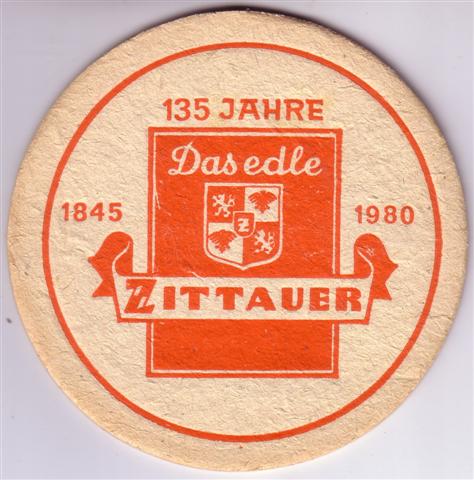 135 JAHRE
Das edle
Z
1845 1980
ZITTAUER